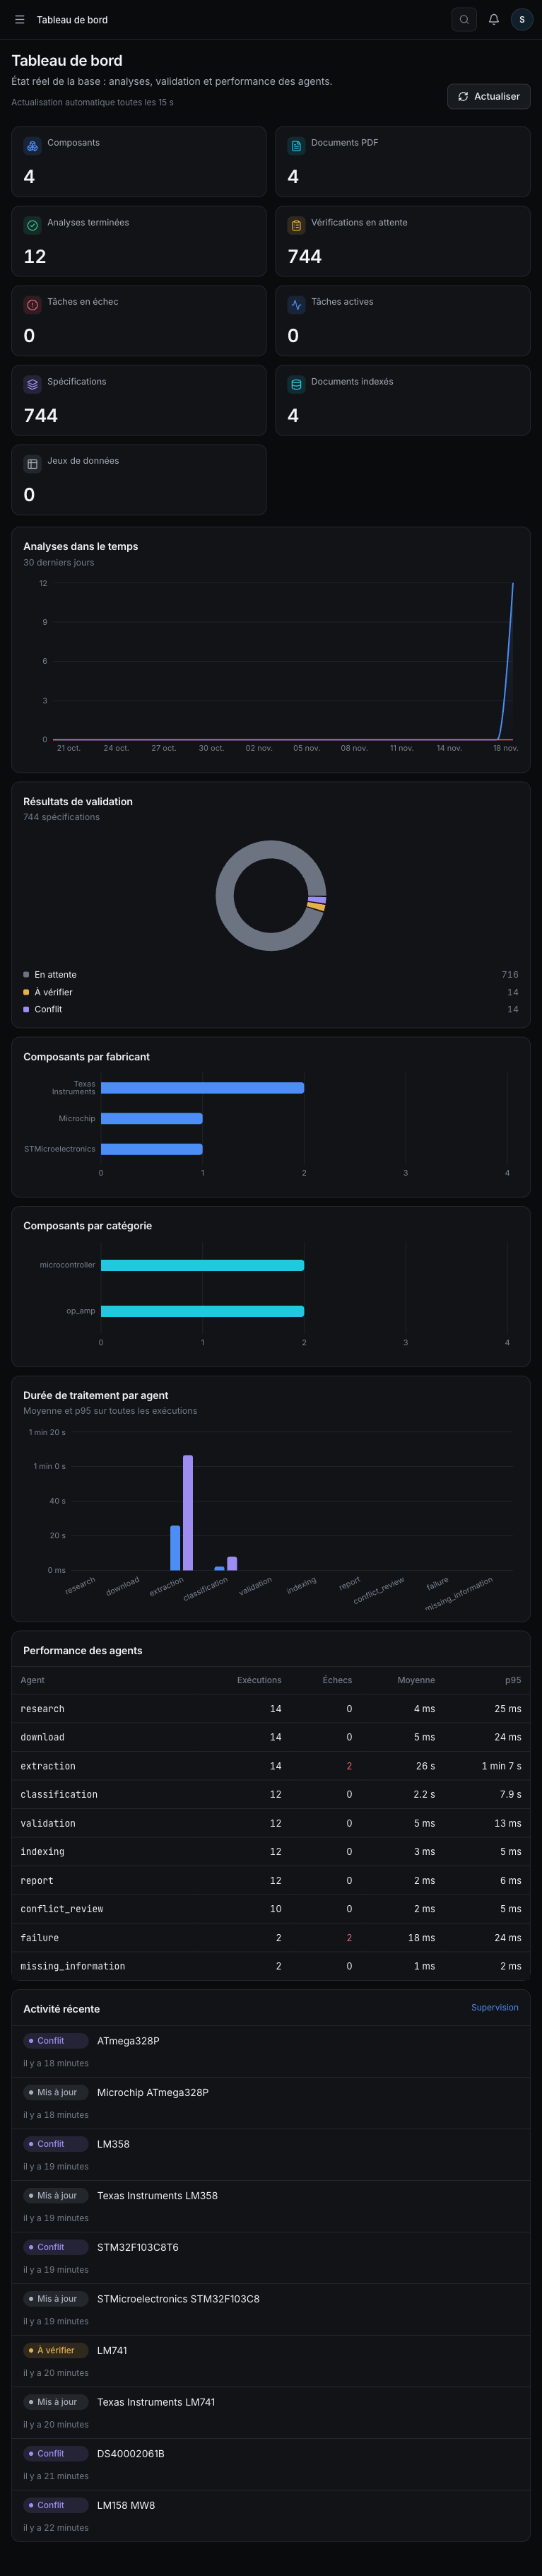 Tableau de bord
S
Tableau de bord
État réel de la base : analyses, validation et performance des agents.
Actualisation automatique toutes les 15 s
Actualiser
Composants
4
Documents PDF
4
Analyses terminées
12
Vérifications en attente
744
Tâches en échec
0
Tâches actives
0
Spécifications
744
Documents indexés
4
Jeux de données
0
Analyses dans le temps
30 derniers jours
12
9
6
3
0
21 oct. 24 oct. 27 oct. 30 oct. 02 nov. 05 nov. 08 nov. 11 nov. 14 nov. 18 nov.
Résultats de validation
744 spécifications
En attente 716
À vérifier 14
Conflit 14
Composants par fabricant
Texas
Instruments
Microchip
STMicroelectronics
0 1 2 3 4
Composants par catégorie
microcontroller
op_amp
0 1 2 3 4
Durée de traitement par agent
Moyenne et p95 sur toutes les exécutions
1 min 20 s
1 min 0 s
40 s
20 s
0 ms
research download extraction classification validation indexing report conflict_review failure missing_information
Performance des agents
Agent Exécutions Échecs Moyenne p95
research 14 0 4 ms 25 ms
download 14 0 5 ms 24 ms
extraction 14 2 26 s 1 min 7 s
classification 12 0 2.2 s 7.9 s
validation 12 0 5 ms 13 ms
indexing 12 0 3 ms 5 ms
report 12 0 2 ms 6 ms
conflict_review 10 0 2 ms 5 ms
failure 2 2 18 ms 24 ms
missing_information 2 0 1 ms 2 ms
Activité récente Supervision
Conflit ATmega328P
il y a 18 minutes
Mis à jour Microchip ATmega328P
il y a 18 minutes
Conflit LM358
il y a 19 minutes
Mis à jour Texas Instruments LM358
il y a 19 minutes
Conflit STM32F103C8T6
il y a 19 minutes
Mis à jour STMicroelectronics STM32F103C8
il y a 19 minutes
À vérifier LM741
il y a 20 minutes
Mis à jour Texas Instruments LM741
il y a 20 minutes
Conflit DS40002061B
il y a 21 minutes
Conflit LM158 MW8
il y a 22 minutes